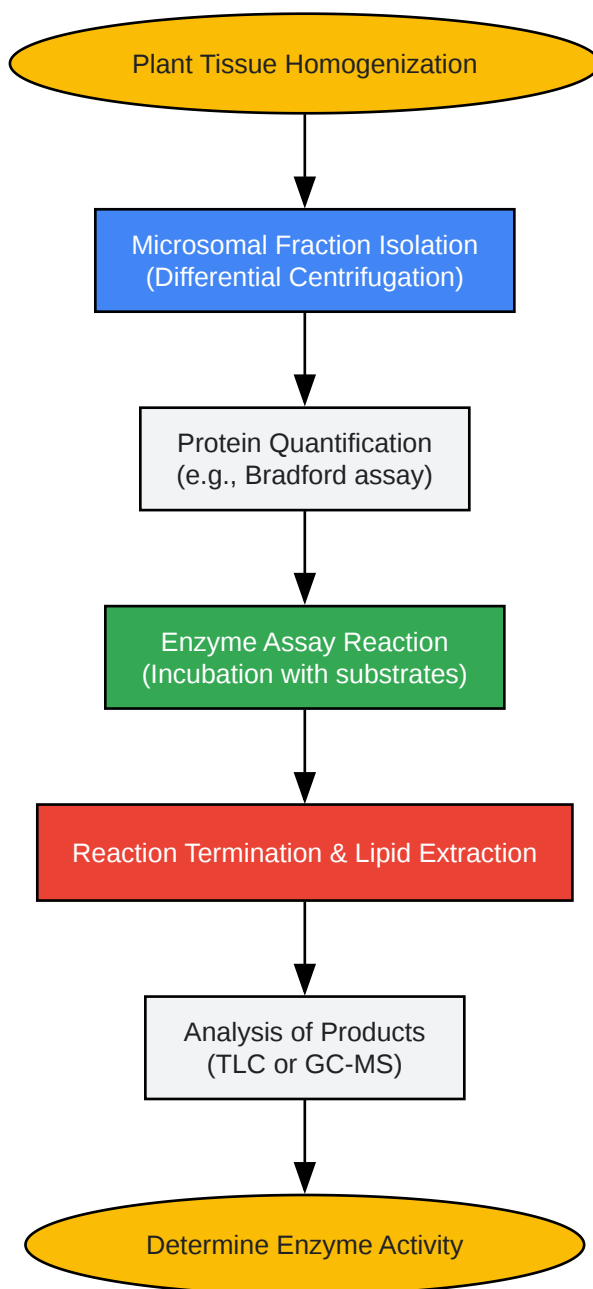 Plant Tissue Homogenization
Microsomal Fraction Isolation
(Differential Centrifugation)
Protein Quantification
(e.g., Bradford assay)
Enzyme Assay Reaction
(Incubation with substrates)
Reaction Termination & Lipid Extraction
Analysis of Products
(TLC or GC-MS)
Determine Enzyme Activity